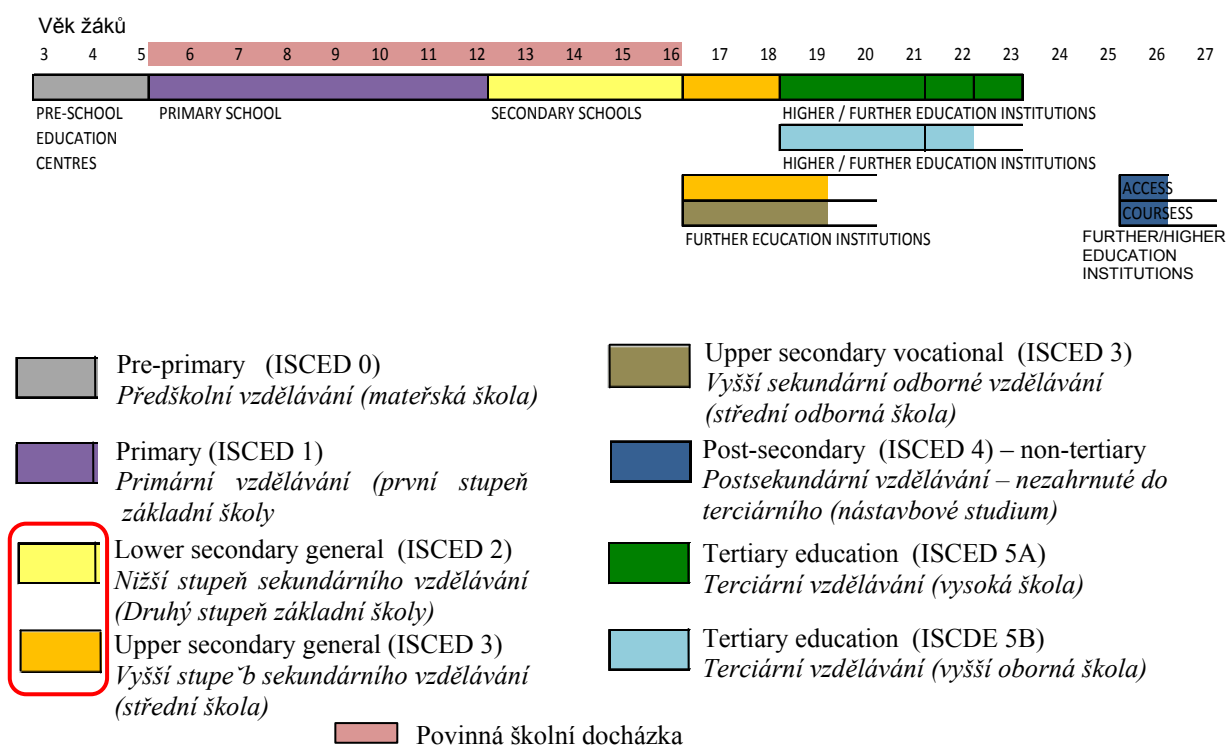 Věk žáků
3 4 5 6 7 8 9 10 11 12 13 14 15 16 17 18 19 20 21 22 23 24 25 26 27
PRE-SCHOOL
EDUCATION
CENTRES
PRIMARY SCHOOL
SECONDARY SCHOOLS
HIGHER / FURTHER EDUCATION INSTITUTIONS
HIGHER / FURTHER EDUCATION INSTITUTIONS
FURTHER ECUCATION INSTITUTIONS
ACCESS
COURSESS
FURTHER/HIGHER
EDUCATION
INSTITUTIONS
Pre-primary (ISCED 0)
Předškolní vzdělávání (mateřská škola)
Primary (ISCED 1)
Primární vzdělávání (první stupeň
základní školy
Lower secondary general (ISCED 2)
Nižší stupeň sekundárního vzdělávání
(Druhý stupeň základní školy)
Upper secondary general (ISCED 3)
Vyšší stupeˇb sekundárního vzdělávání
(střední škola)
Upper secondary vocational (ISCED 3)
Vyšší sekundární odborné vzdělávání
(střední odborná škola)
Post-secondary (ISCED 4) – non-tertiary
Postsekundární vzdělávání – nezahrnuté do
terciárního (nástavbové studium)
Tertiary education (ISCED 5A)
Terciární vzdělávání (vysoká škola)
Tertiary education (ISCDE 5B)
Terciární vzdělávání (vyšší oborná škola)
Povinná školní docházka